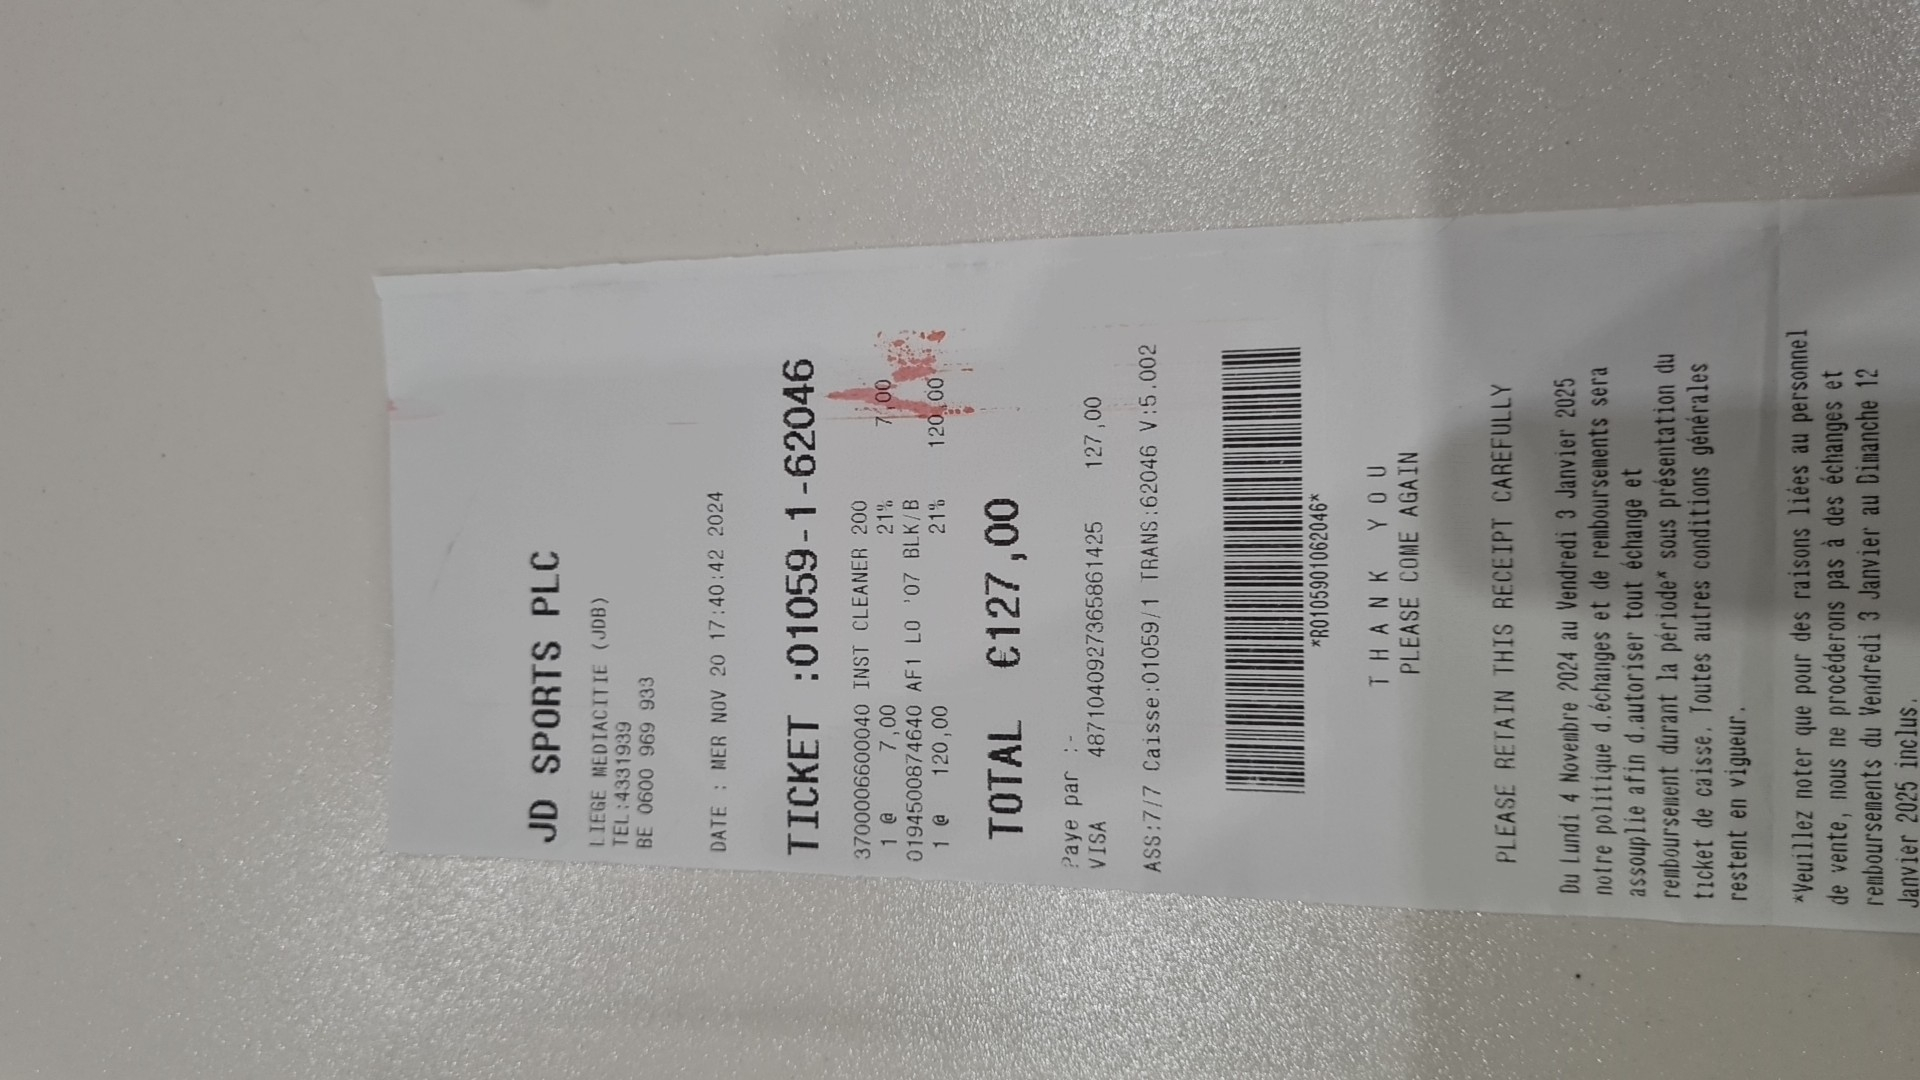 JD SPORTS PLC
LIEGE MEDIACITIE (JDB)
TEL:4331939
BE 0600 969 933
DATE : MER NOV 20 17:40:42 2024
TICKET :01059-1-62046
3700066000040 INST CLEANER 200
1 @ 7,00 21% 7,00
0194500874640 AF1 LO '07 BLK/B
1 @ 120,00 21% 120,00
TOTAL €127,00
Paye par :-
VISA 4871040927365861425 127,00
ASS:7/7 Caisse:01059/1 TRANS:62046 V:5.002
*R0105901062046*
T H A N K Y O U
PLEASE COME AGAIN
PLEASE RETAIN THIS RECEIPT CAREFULLY
Du Lundi 4 Novembre 2024 au Vendredi 3 Janvier 2025
notre politique d.échanges et de remboursements sera
assouplie afin d.autoriser tout échange et
remboursement durant la période* sous présentation du
ticket de caisse. Toutes autres conditions générales
restent en vigueur.
*Veuillez noter que pour des raisons liées au personnel
de vente, nous ne procéderons pas à des échanges et
remboursements du Vendredi 3 Janvier au Dimanche 12
Janvier 2025 inclus.